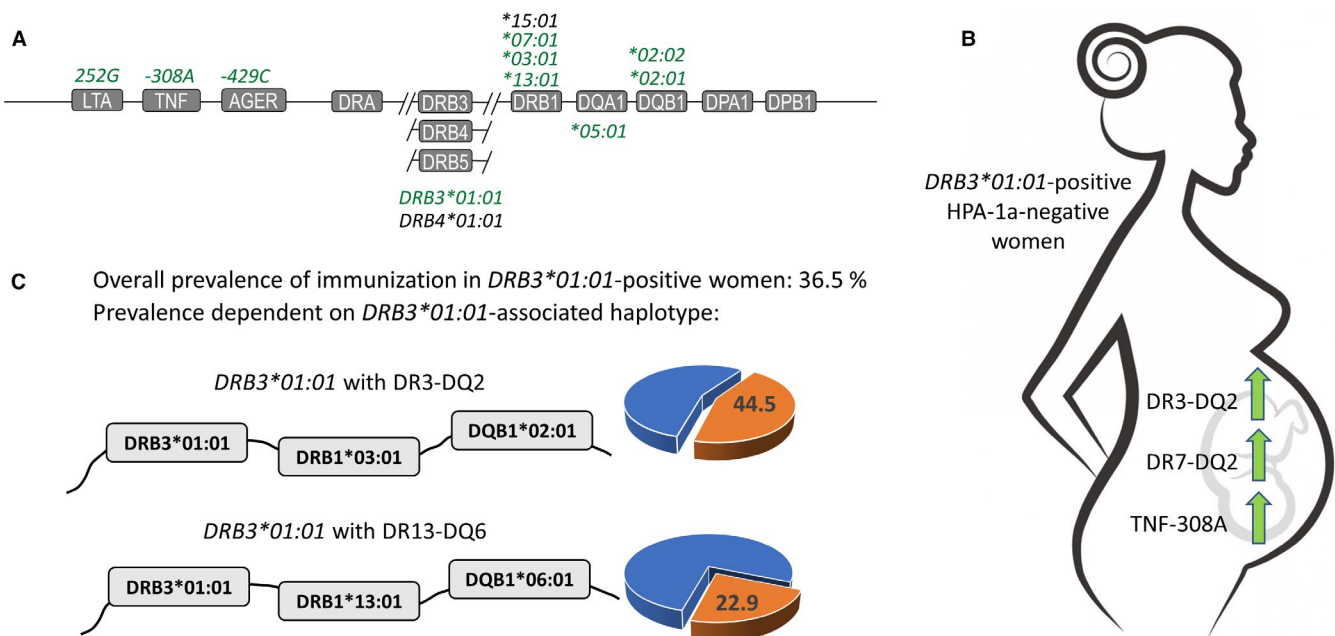 A
*15:01
*07:01
*03:01
*13:01
*02:02
*02:01
252G
-308A
-429C
LTA
TNF
AGER
DRA
DRB3
DRB1
DQA1
DQB1
DPA1
DPB1
DRB4
*05:01
DRB5
DRB3*01:01
DRB4*01:01
B
DRB3*01:01-positive
HPA-1a-negative
women
DR3-DQ2
DR7-DQ2
TNF-308A
C
Overall prevalence of immunization in DRB3*01:01-positive women: 36.5 %
Prevalence dependent on DRB3*01:01-associated haplotype:
DRB3*01:01 with DR3-DQ2
DRB3*01:01
DRB1*03:01
DQB1*02:01
44.5
DRB3*01:01 with DR13-DQ6
DRB3*01:01
DRB1*13:01
DQB1*06:01
22.9